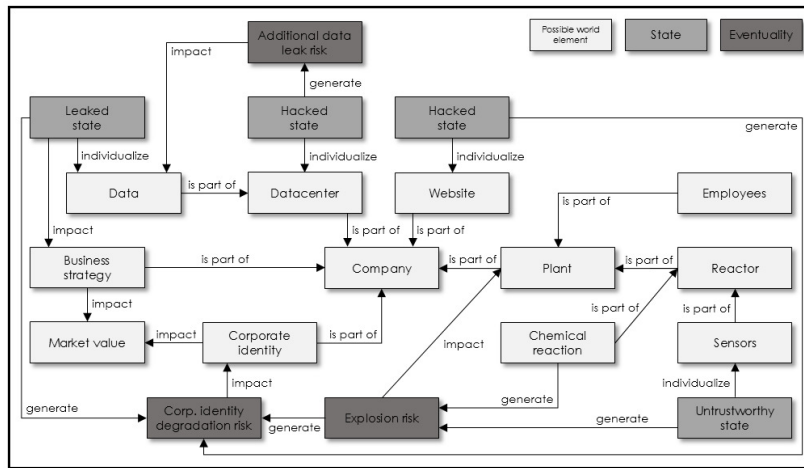 Additional data
leak risk
Possible world
element
State
Eventuality
impact
generate
Leaked
state
Hacked
state
Hacked
state
generate
individualize
individualize
individualize
Data
is part of
Datacenter
Website
Employees
is part of
is part of
is part of
impact
Business
strategy
is part of
Company
is part of
Plant
is part of
Reactor
impact
is part of
is part of
Market value
impact
Corporate
identity
is part of
Chemical
reaction
Sensors
impact
impact
individualize
generate
Corp. identity
degradation risk
generate
Explosion risk
generate
generate
Untrustworthy
state